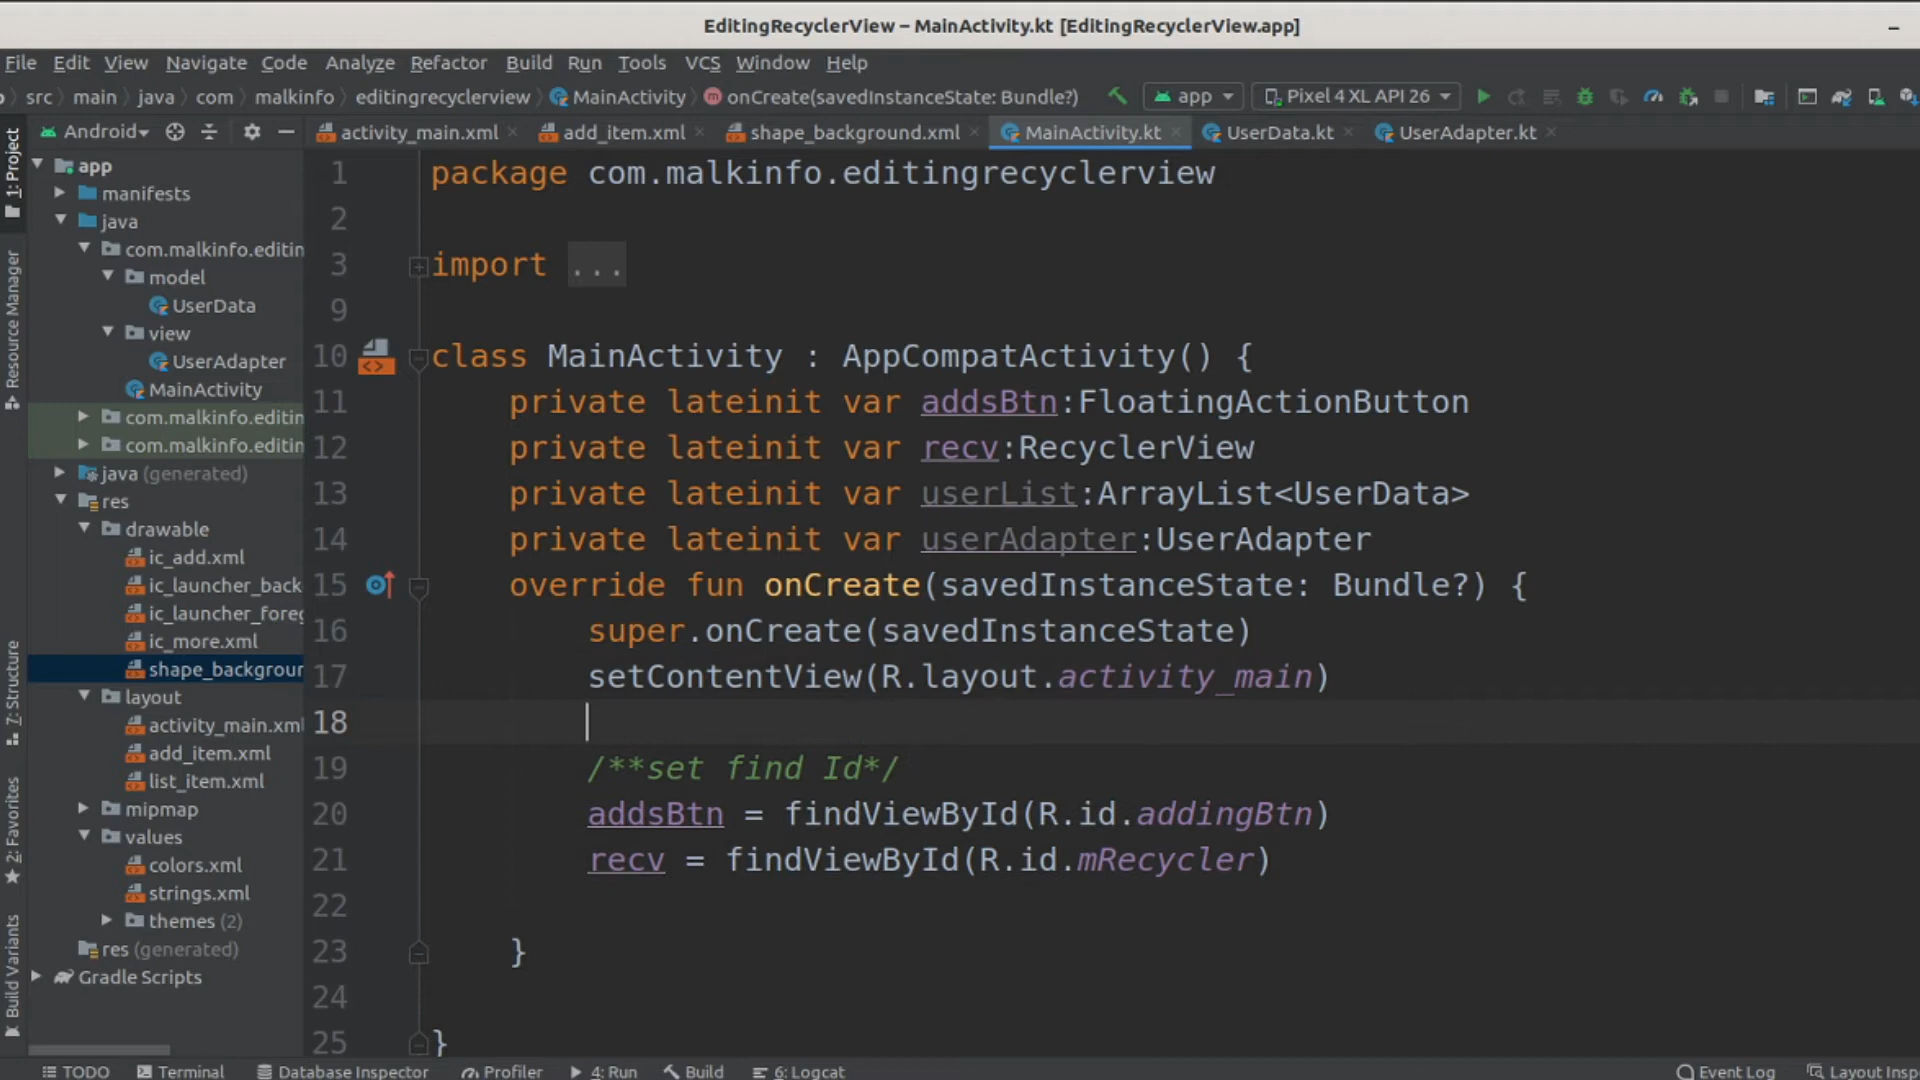 EditingRecyclerView – MainActivity.kt [EditingRecyclerView.app]
File Edit View Navigate Code Analyze Refactor Build Run Tools VCS Window Help
src main java com malkinfo editingrecyclerview MainActivity onCreate(savedInstanceState: Bundle?) app Pixel 4 XL API 26
Android activity_main.xml add_item.xml shape_background.xml MainActivity.kt UserData.kt UserAdapter.kt
1: Project
Resource Manager
7: Structure
2: Favorites
Build Variants
app
manifests
java
com.malkinfo.editin
model
UserData
view
UserAdapter
MainActivity
com.malkinfo.editin
com.malkinfo.editin
java (generated)
res
drawable
ic_add.xml
ic_launcher_back
ic_launcher_foreg
ic_more.xml
shape_backgroun
layout
activity_main.xml
add_item.xml
list_item.xml
mipmap
values
colors.xml
strings.xml
themes (2)
res (generated)
Gradle Scripts
1 package com.malkinfo.editingrecyclerview
2
3 import ...
9
10 class MainActivity : AppCompatActivity() {
11 private lateinit var addsBtn:FloatingActionButton
12 private lateinit var recv:RecyclerView
13 private lateinit var userList:ArrayList<UserData>
14 private lateinit var userAdapter:UserAdapter
15 override fun onCreate(savedInstanceState: Bundle?) {
16 super.onCreate(savedInstanceState)
17 setContentView(R.layout.activity_main)
18
19 /**set find Id*/
20 addsBtn = findViewById(R.id.addingBtn)
21 recv = findViewById(R.id.mRecycler)
22
23 }
24
25 }
TODO Terminal Database Inspector Profiler 4: Run Build 6: Logcat Event Log Layout Insp